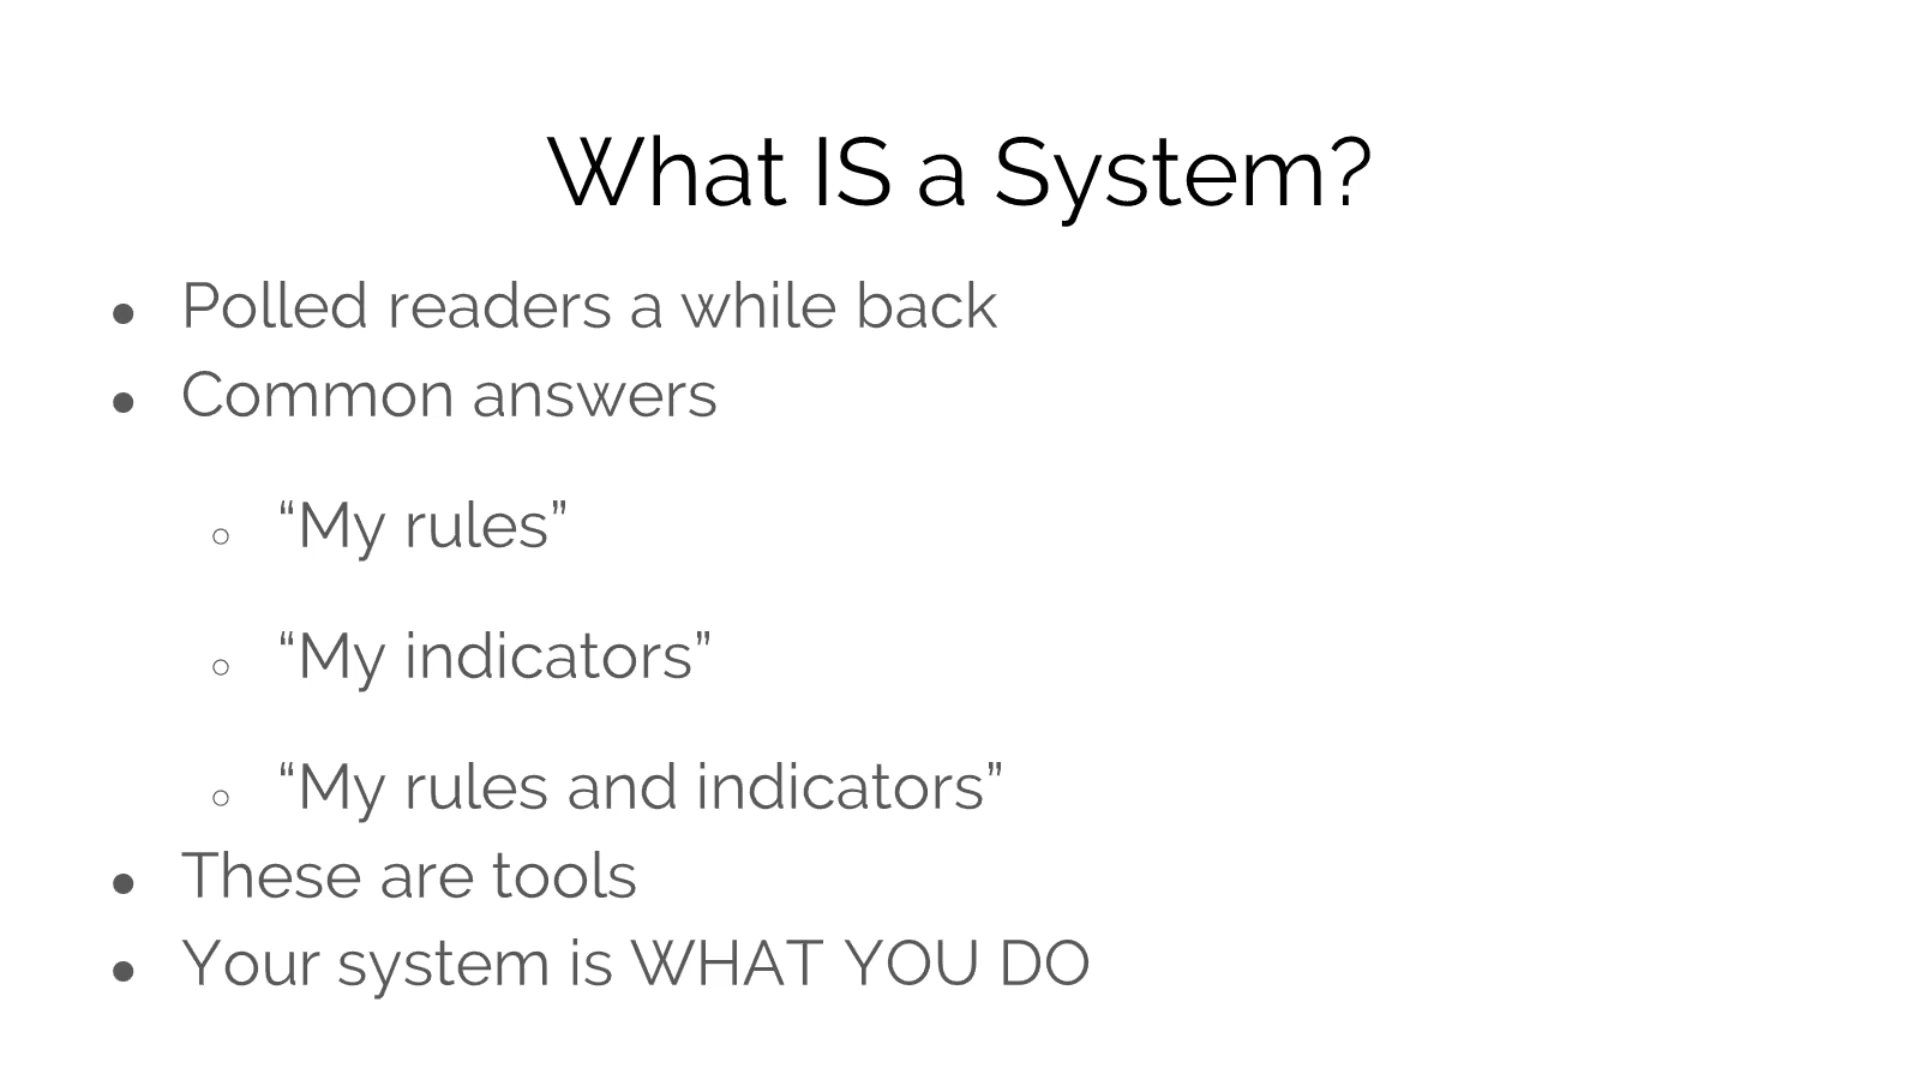 What IS a System?
● Polled readers a while back
● Common answers
○ “My rules”
○ “My indicators”
○ “My rules and indicators”
● These are tools
● Your system is WHAT YOU DO